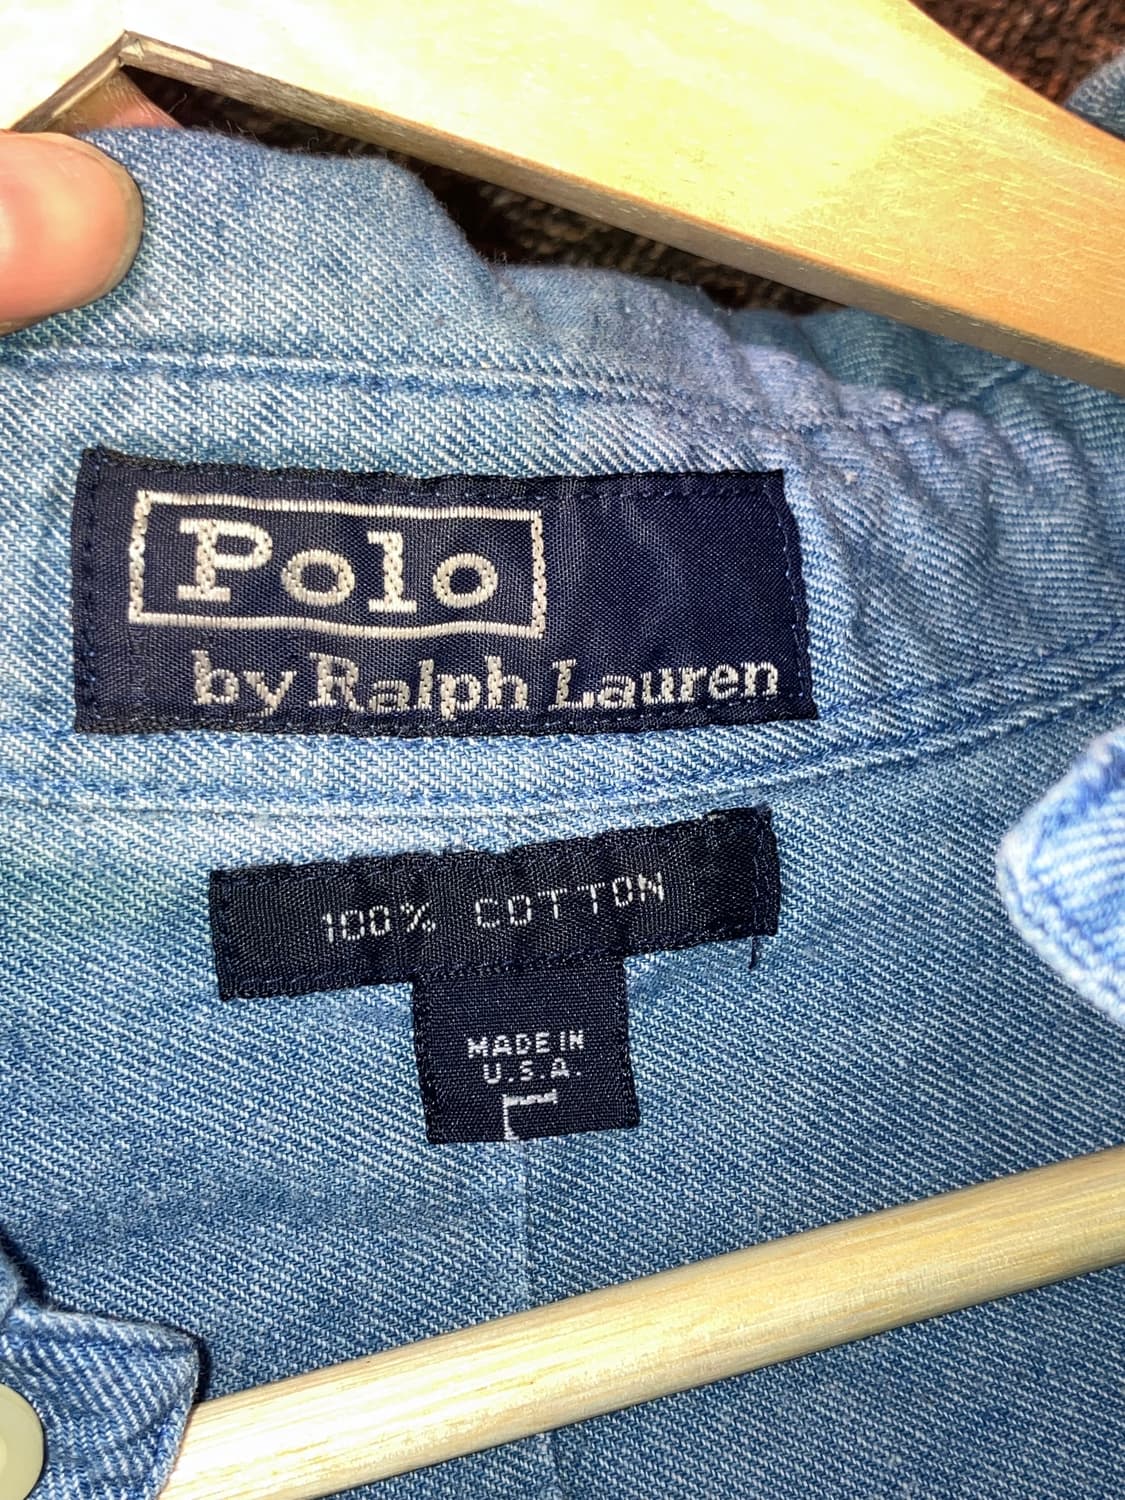 Polo
by Ralph Lauren
100% COTTON
MADE IN
U.S.A.